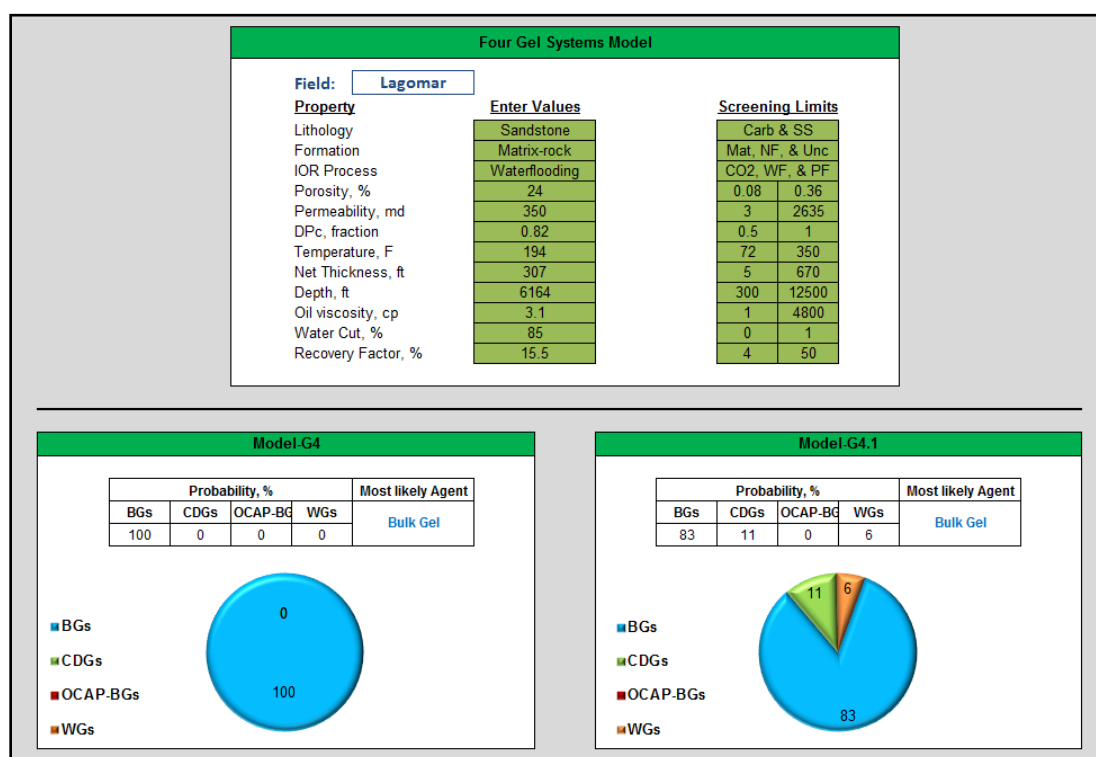 Four Gel Systems Model
Field: Lagomar
Property Enter Values Screening Limits
Lithology Sandstone Carb & SS
Formation Matrix-rock Mat, NF, & Unc
IOR Process Waterflooding CO2, WF, & PF
Porosity, % 24 0.08 0.36
Permeability, md 350 3 2635
DPc, fraction 0.82 0.5 1
Temperature, F 194 72 350
Net Thickness, ft 307 5 670
Depth, ft 6164 300 12500
Oil viscosity, cp 3.1 1 4800
Water Cut, % 85 0 1
Recovery Factor, % 15.5 4 50
Model-G4
Probability, % Most likely Agent
BGs CDGs OCAP-BG WGs Bulk Gel
100 0 0 0
0
100
BGs
CDGs
OCAP-BGs
WGs
Model-G4.1
Probability, % Most likely Agent
BGs CDGs OCAP-BG WGs Bulk Gel
83 11 0 6
11 6
83
BGs
CDGs
OCAP-BGs
WGs